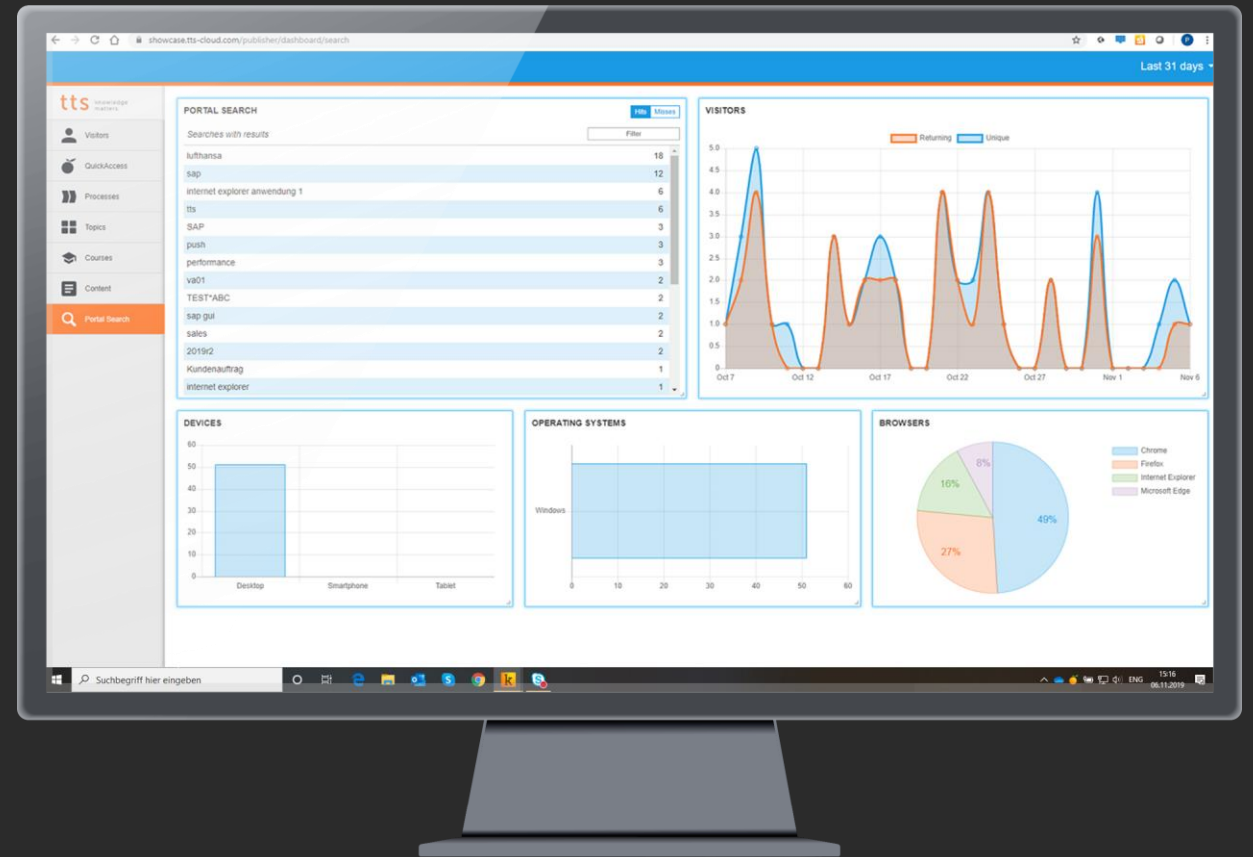 showcase.tts-cloud.com/publisher/dashboard/search
Last 31 days
tts knowledge matters
Visitors
QuickAccess
Processes
Topics
Courses
Content
Portal Search
PORTAL SEARCH
Hits Misses
Searches with results
Filter
lufthansa 18
sap 12
internet explorer anwendung 1 6
tts 6
SAP 3
push 3
performance 3
va01 2
TEST*ABC 2
sap gui 2
sales 2
2019r2 2
Kundenauftrag 1
internet explorer 1
VISITORS
Returning Unique
5.0
4.5
4.0
3.5
3.0
2.5
2.0
1.5
1.0
0.5
0
Oct 7 Oct 12 Oct 17 Oct 22 Oct 27 Nov 1 Nov 6
DEVICES
60
50
40
30
20
10
0
Desktop Smartphone Tablet
OPERATING SYSTEMS
Windows
0 10 20 30 40 50 60
BROWSERS
Chrome
Firefox
Internet Explorer
Microsoft Edge
8%
16%
49%
27%
Suchbegriff hier eingeben
ENG
15:16
06.11.2019